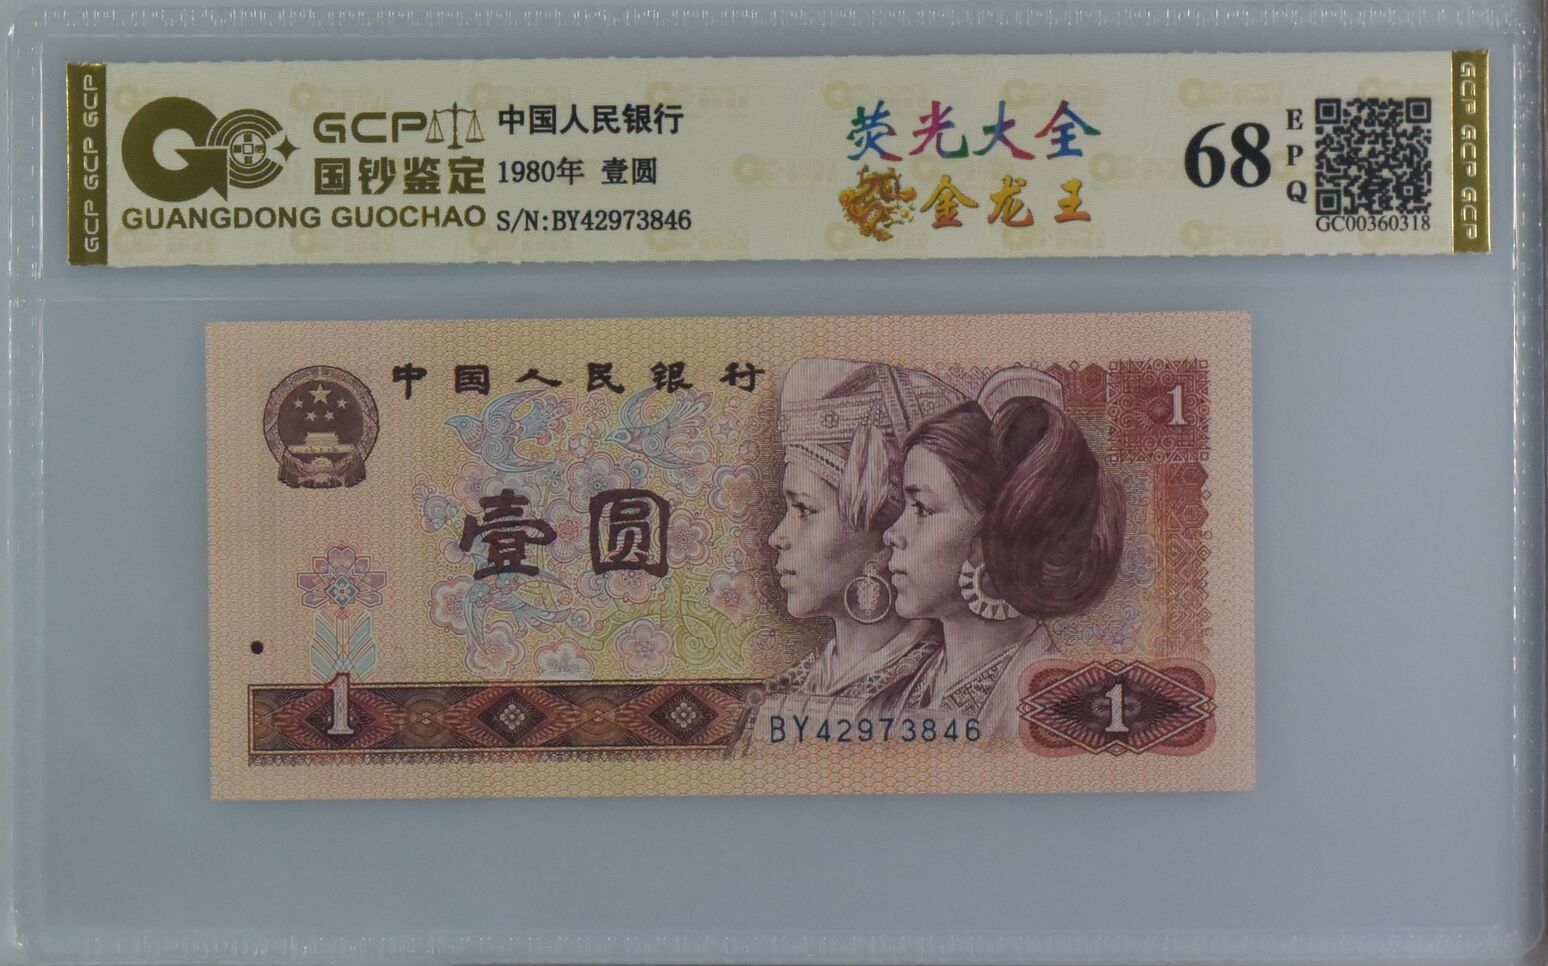 GCP GCP GCP
GCP
国钞鉴定
GUANGDONG GUOCHAO
中国人民银行
1980年 壹圆
S/N:BY42973846
荧光大全
金龙王
68
EPQ
GC00360318
GCP GCP GCP
中国人民银行
1
壹圆
1
BY42973846
1